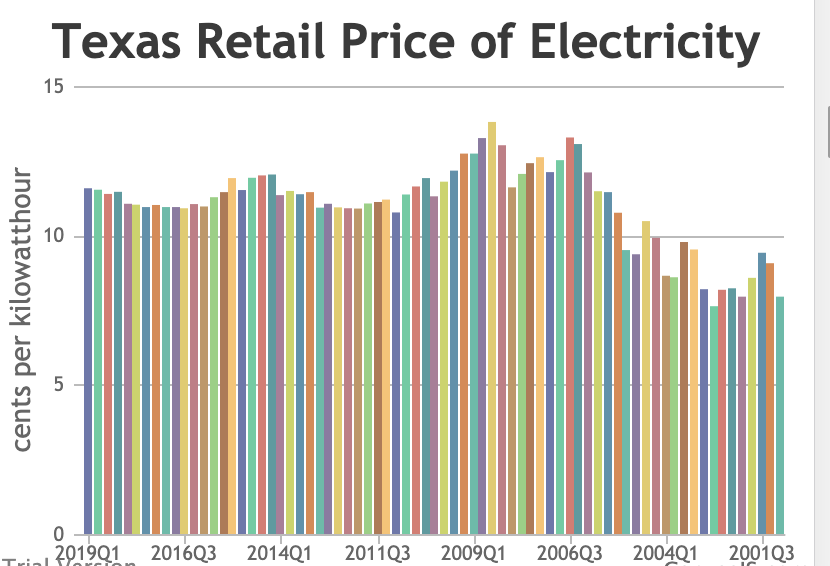 Texas Retail Price of Electricity
15
10
5
0
cents per kilowatthour
2019Q1 2016Q3 2014Q1 2011Q3 2009Q1 2006Q3 2004Q1 2001Q3
Trial Version